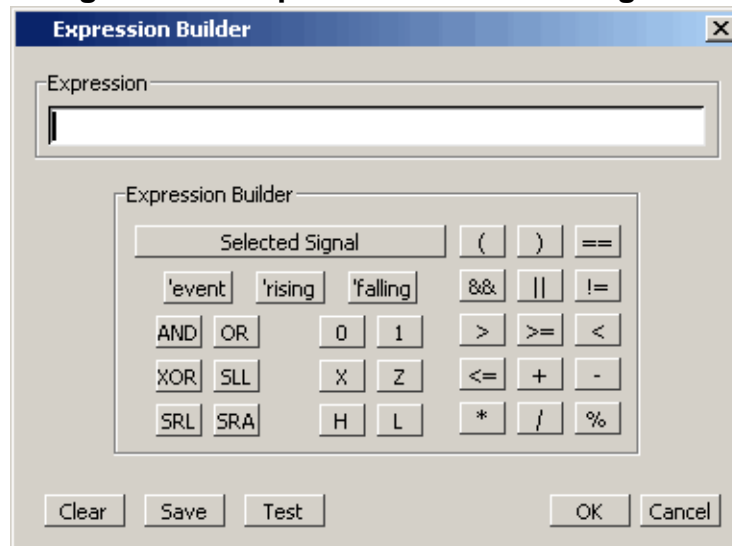 Expression Builder
Expression
Expression Builder
Selected Signal ( ) ==
'event 'rising 'falling && || !=
AND OR 0 1 > >= <
XOR SLL X Z <= + -
SRL SRA H L * / %
Clear Save Test OK Cancel